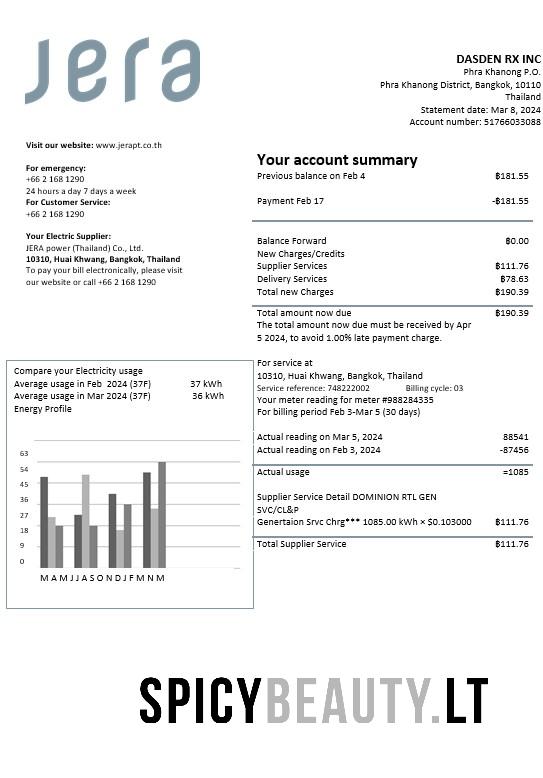 Jera
DASDEN RX INC
Phra Khanong P.O.
Phra Khanong District, Bangkok, 10110
Thailand
Statement date: Mar 8, 2024
Account number: 51766033088
Visit our website: www.jerapt.co.th
For emergency:
+66 2 168 1290
24 hours a day 7 days a week
For Customer Service:
+66 2 168 1290
Your Electric Supplier:
JERA power (Thailand) Co., Ltd.
10310, Huai Khwang, Bangkok, Thailand
To pay your bill electronically, please visit
our website or call +66 2 168 1290
Your account summary
Previous balance on Feb 4 ฿181.55
Payment Feb 17 -฿181.55
Balance Forward ฿0.00
New Charges/Credits
Supplier Services ฿111.76
Delivery Services ฿78.63
Total new Charges ฿190.39
Total amount now due ฿190.39
The total amount now due must be received by Apr
5 2024, to avoid 1.00% late payment charge.
Compare your Electricity usage
Average usage in Feb 2024 (37F) 37 kWh
Average usage in Mar 2024 (37F) 36 kWh
Energy Profile
63
54
45
36
27
18
9
0
M A M J J A S O N D J F M N M
For service at
10310, Huai Khwang, Bangkok, Thailand
Service reference: 748222002 Billing cycle: 03
Your meter reading for meter #988284335
For billing period Feb 3-Mar 5 (30 days)
Actual reading on Mar 5, 2024 88541
Actual reading on Feb 3, 2024 -87456
Actual usage =1085
Supplier Service Detail DOMINION RTL GEN
SVC/CL&P
Genertaion Srvc Chrg*** 1085.00 kWh × $0.103000 ฿111.76
Total Supplier Service ฿111.76
SPICYBEAUTY.LT